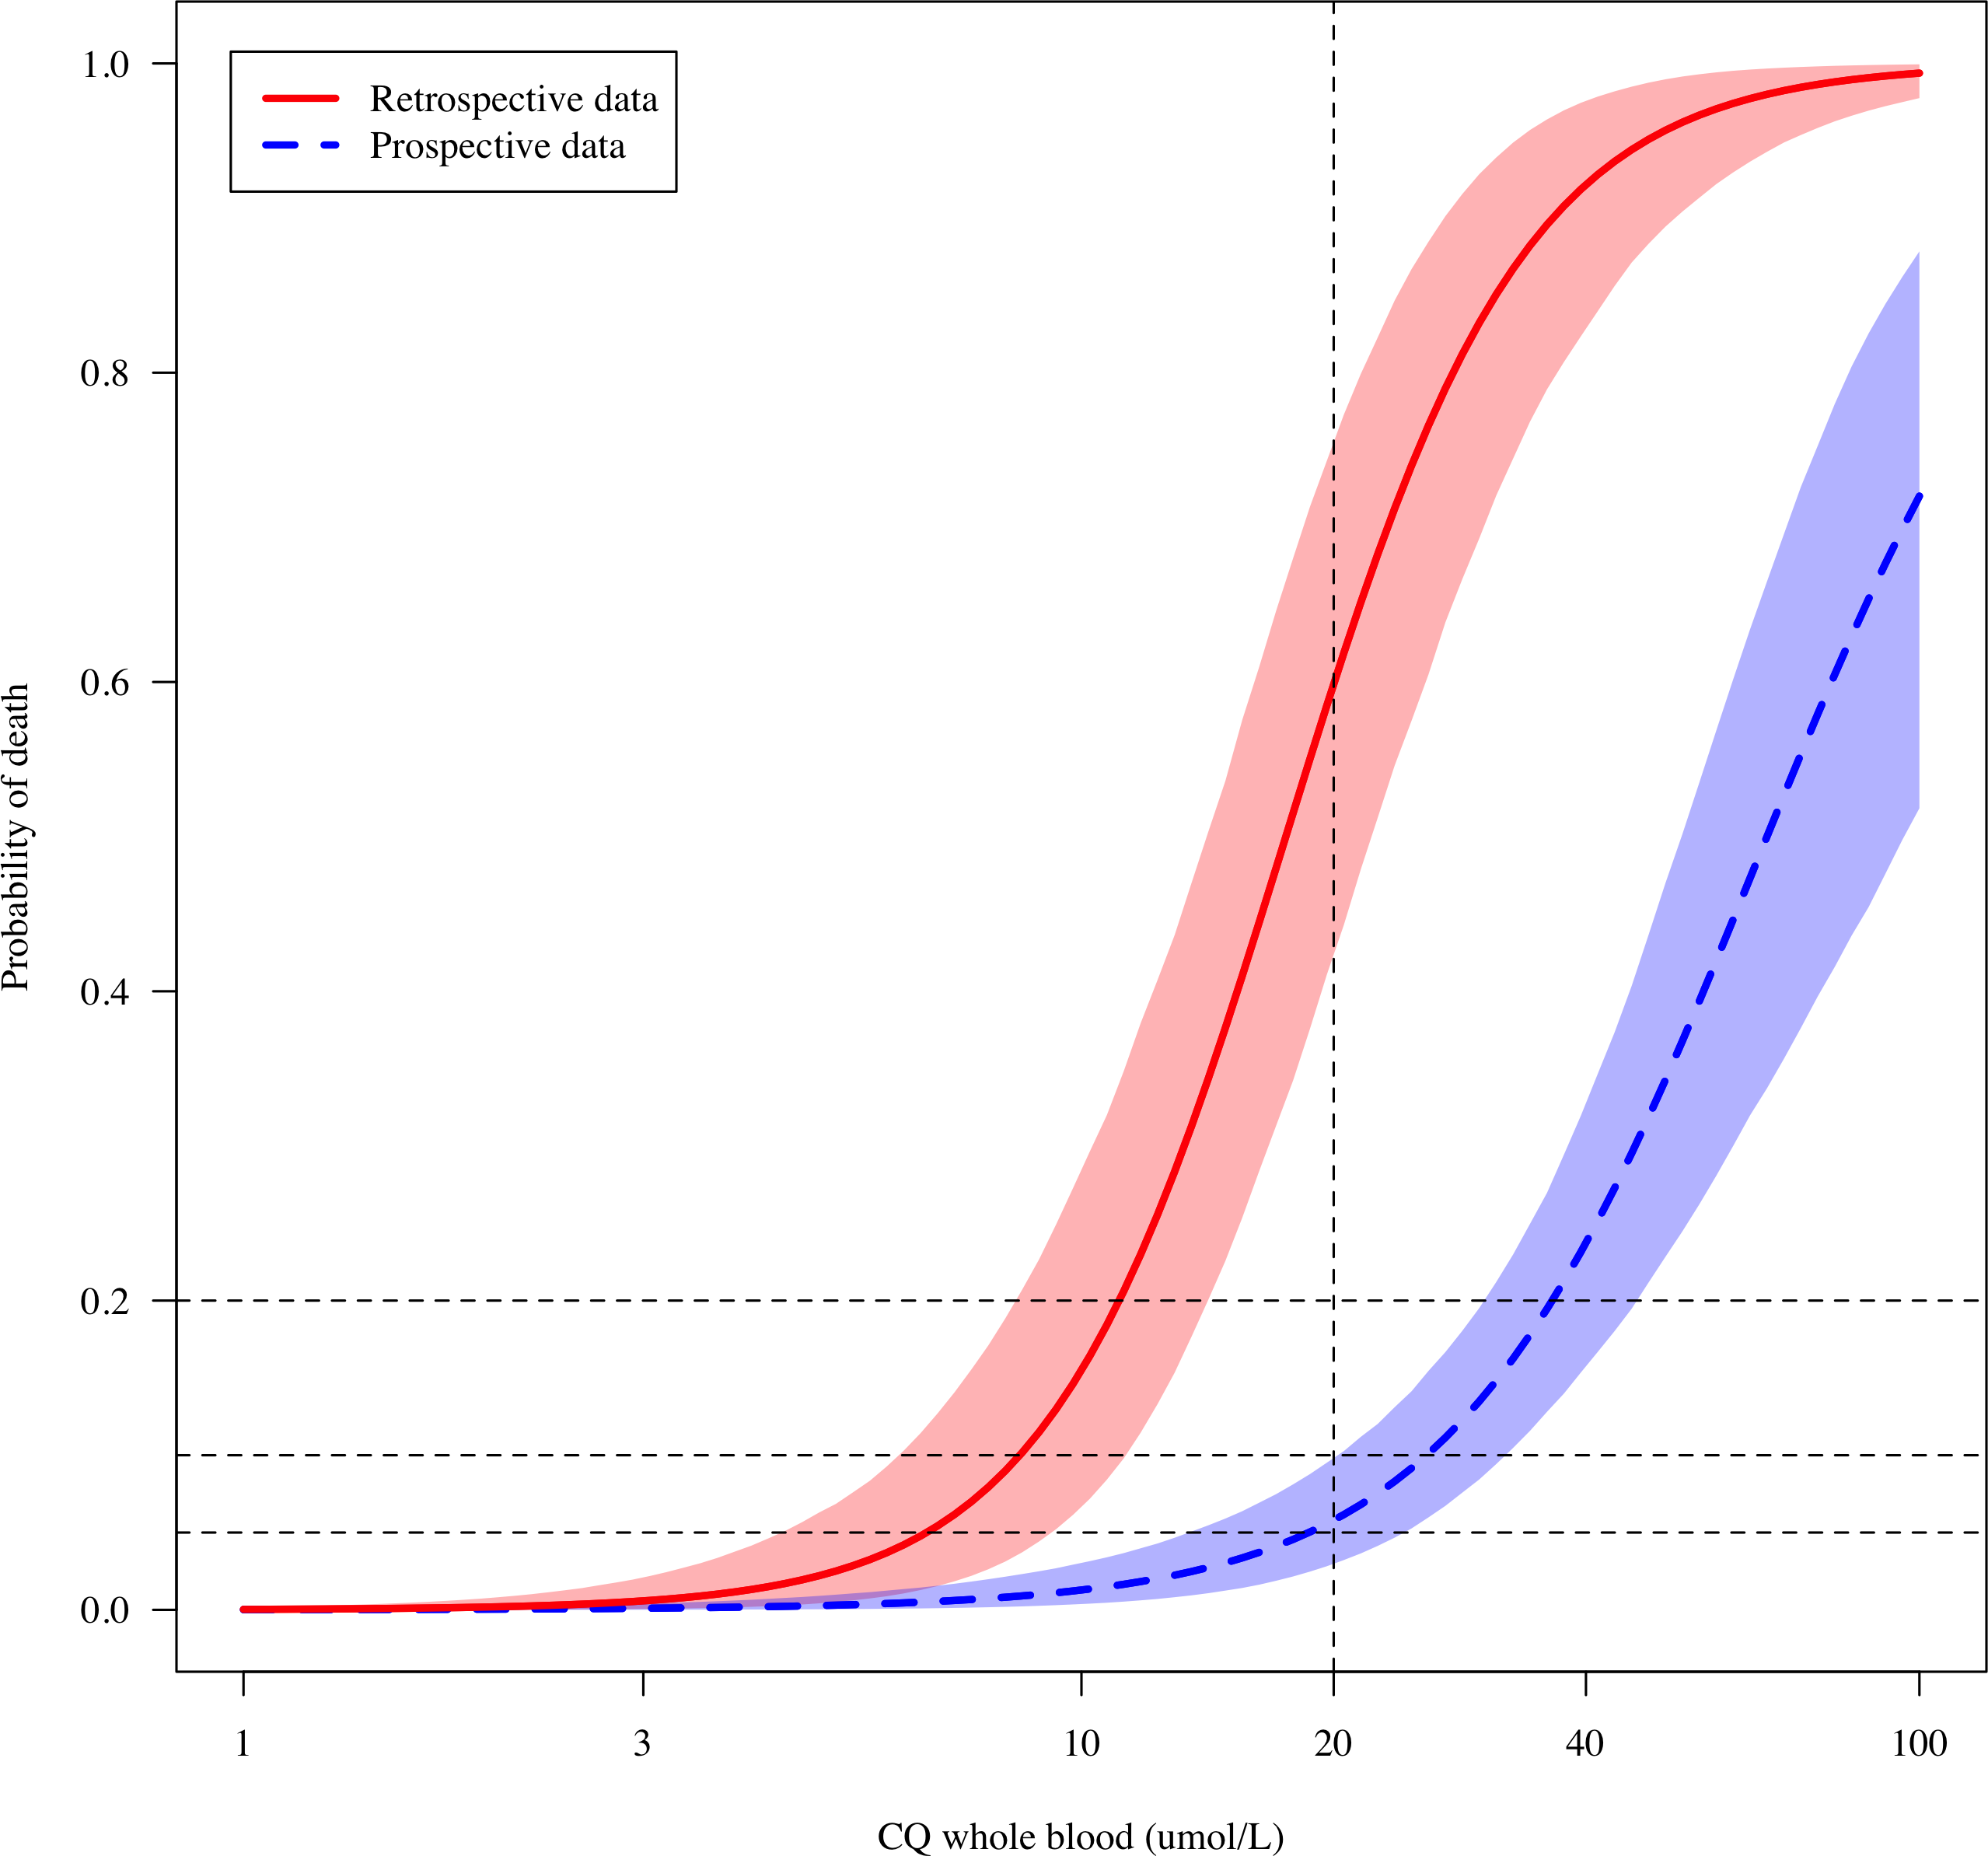 Retrospective data
Prospective data
1.0
0.8
0.6
0.4
0.2
0.0
Probability of death
1 3 10 20 40 100
CQ whole blood (umol/L)